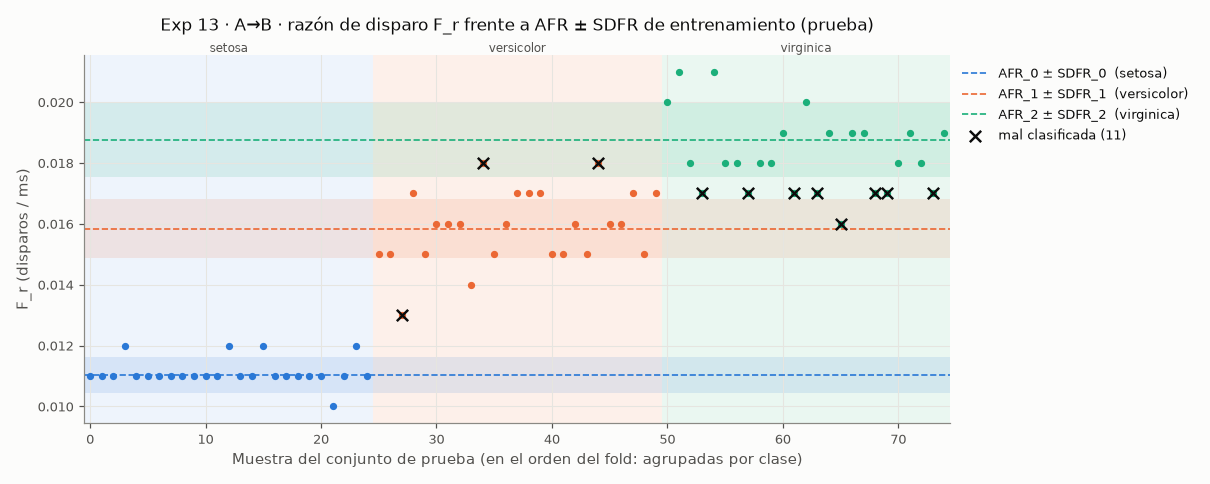 Exp 13 · A→B · razón de disparo F_r frente a AFR ± SDFR de entrenamiento (prueba)
setosa versicolor virginica
AFR_0 ± SDFR_0 (setosa)
AFR_1 ± SDFR_1 (versicolor)
AFR_2 ± SDFR_2 (virginica)
mal clasificada (11)
F_r (disparos / ms)
0.020
0.018
0.016
0.014
0.012
0.010
0 10 20 30 40 50 60 70
Muestra del conjunto de prueba (en el orden del fold: agrupadas por clase)